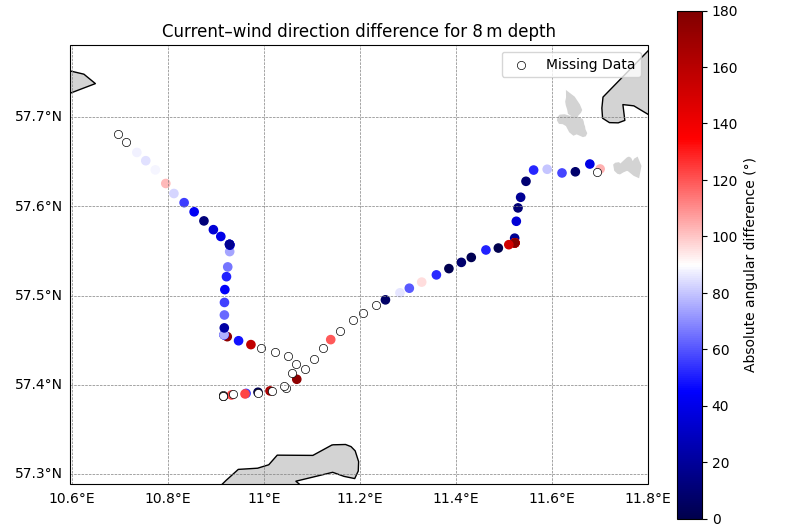 Current–wind direction difference for 8 m depth
Missing Data
57.7°N
57.6°N
57.5°N
57.4°N
57.3°N
10.6°E
10.8°E
11°E
11.2°E
11.4°E
11.6°E
11.8°E
180
160
140
120
100
80
60
40
20
0
Absolute angular difference (°)